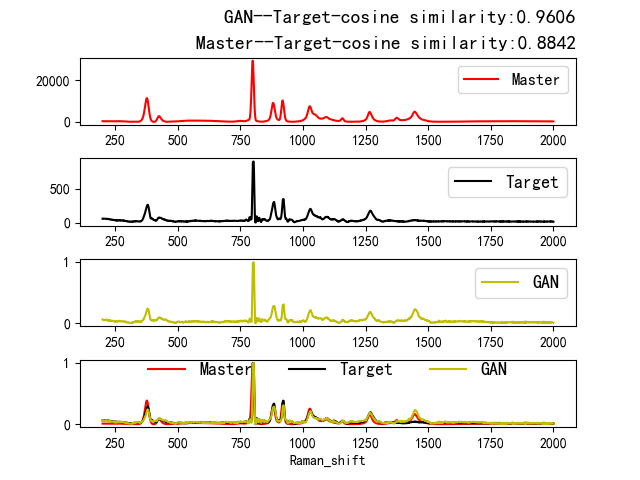 GAN--Target-cosine similarity:0.9606
Master--Target-cosine similarity:0.8842
20000
0
Master
250 500 750 1000 1250 1500 1750 2000
500
0
Target
250 500 750 1000 1250 1500 1750 2000
1
0
GAN
250 500 750 1000 1250 1500 1750 2000
1
0
Master Target GAN
250 500 750 1000 1250 1500 1750 2000
Raman_shift